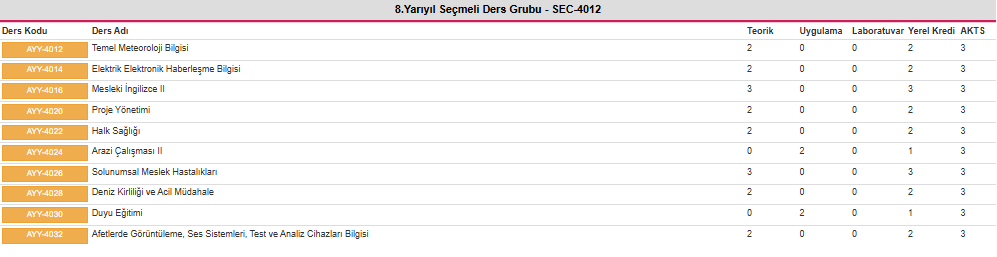 8.Yarıyıl Seçmeli Ders Grubu - SEC-4012
Ders Kodu Ders Adı Teorik Uygulama Laboratuvar Yerel Kredi AKTS
AYY-4012 Temel Meteoroloji Bilgisi 2 0 0 2 3
AYY-4014 Elektrik Elektronik Haberleşme Bilgisi 2 0 0 2 3
AYY-4016 Mesleki İngilizce II 3 0 0 3 3
AYY-4020 Proje Yönetimi 2 0 0 2 3
AYY-4022 Halk Sağlığı 2 0 0 2 3
AYY-4024 Arazi Çalışması II 0 2 0 1 3
AYY-4026 Solunumsal Meslek Hastalıkları 3 0 0 3 3
AYY-4028 Deniz Kirliliği ve Acil Müdahale 2 0 0 2 3
AYY-4030 Duyu Eğitimi 0 2 0 1 3
AYY-4032 Afetlerde Görüntüleme, Ses Sistemleri, Test ve Analiz Cihazları Bilgisi 2 0 0 2 3